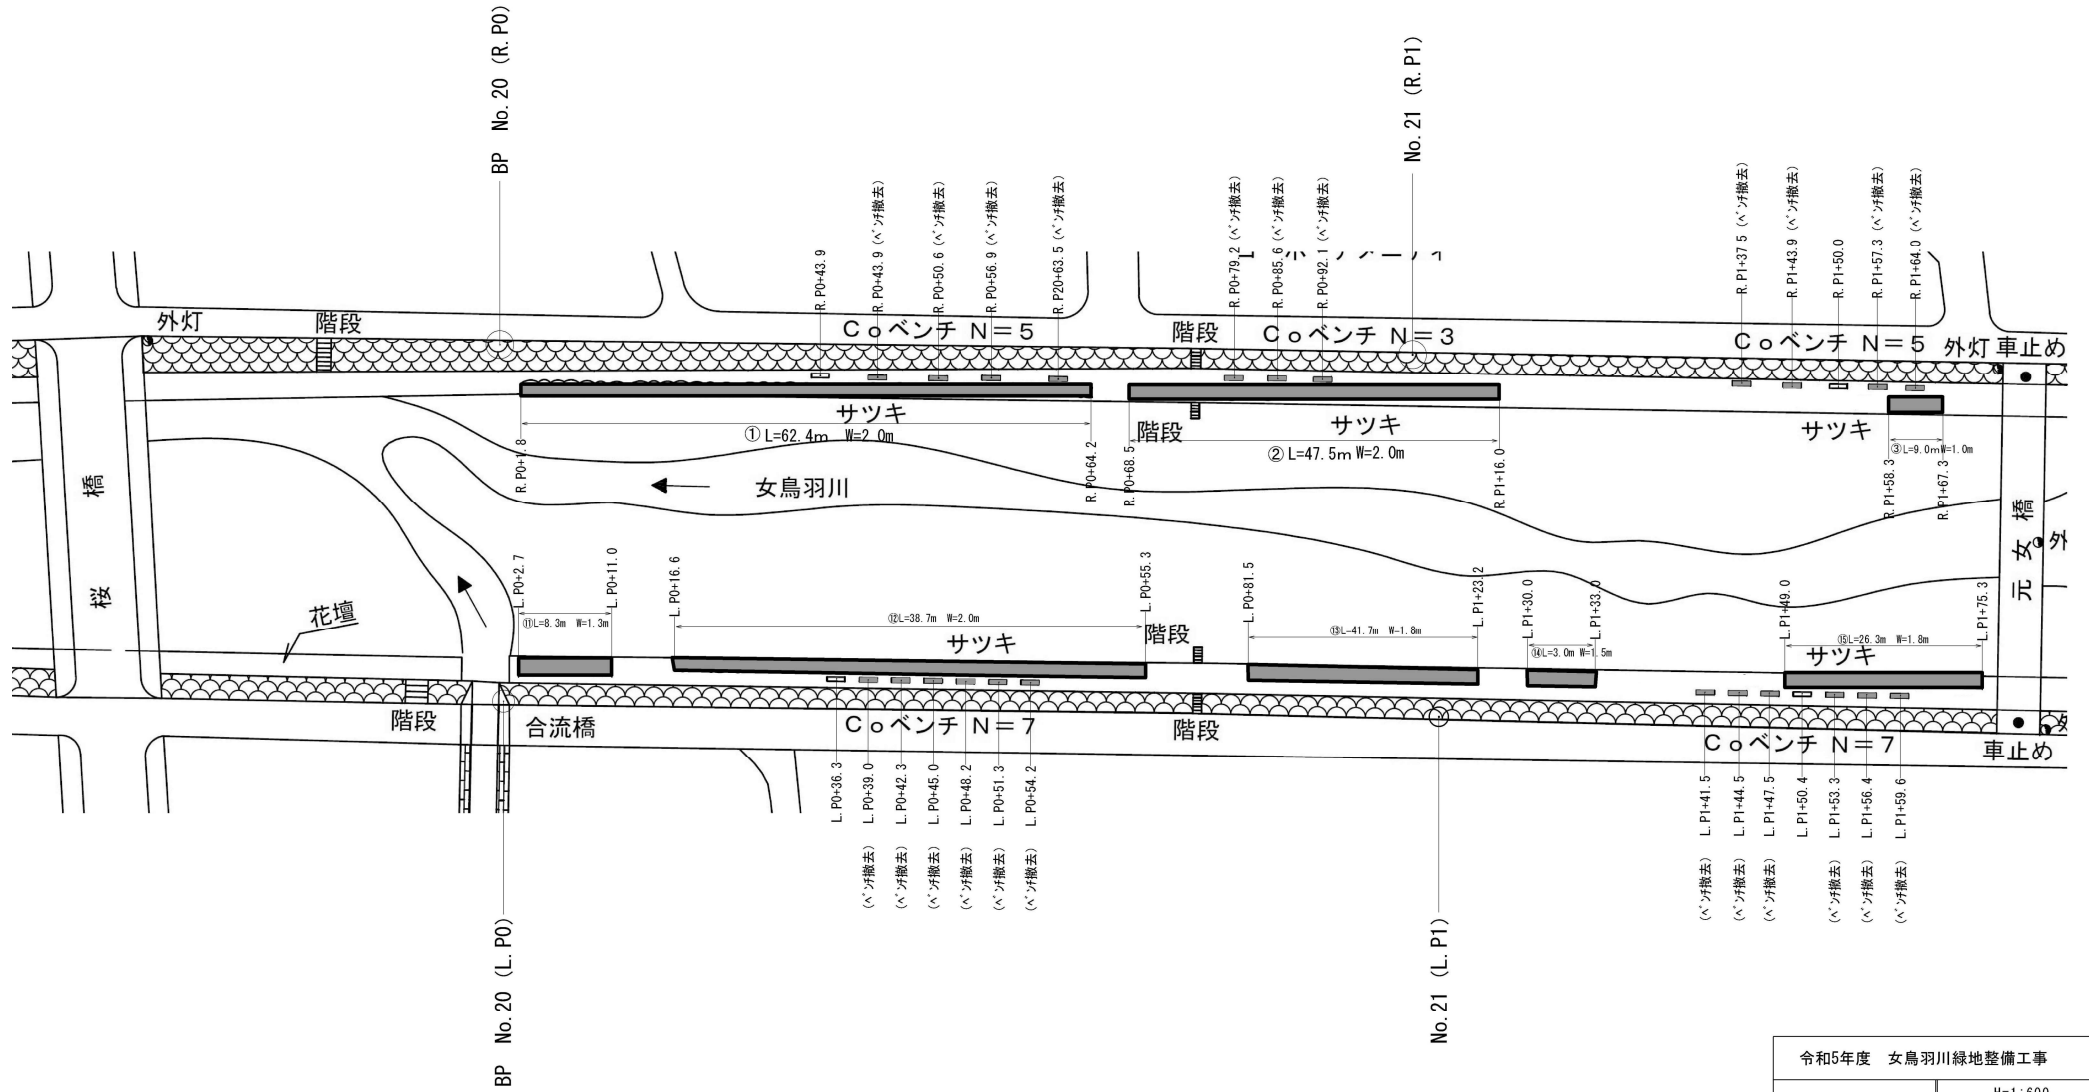 BP No.20 (R.P0)
No.21 (R.P1)
R.P0+43.9
R.P0+43.9 (ベンチ撤去)
R.P0+50.6 (ベンチ撤去)
R.P0+56.9 (ベンチ撤去)
R.P20+63.5 (ベンチ撤去)
R.P0+79.2 (ベンチ撤去)
R.P0+85.6 (ベンチ撤去)
R.P0+92.1 (ベンチ撤去)
R.P1+37.5 (ベンチ撤去)
R.P1+43.9 (ベンチ撤去)
R.P1+50.0
R.P1+57.3 (ベンチ撤去)
R.P1+64.0 (ベンチ撤去)
外灯
階段
Coベンチ N=5
階段
Coベンチ N=3
Coベンチ N=5
外灯
車止め
サツキ
① L=62.4m W=2.0m
階段
サツキ
② L=47.5m W=2.0m
サツキ
③L=9.0m W=1.0m
R.P0+1.8
R.P0+64.2
R.P0+68.5
R.P1+16.0
R.P1+58.3
R.P1+67.3
女鳥羽川
桜橋
元女橋
外
花壇
L.P0+2.7
L.P0+11.0
L.P0+16.6
L.P0+55.3
L.P0+81.5
L.P1+23.2
L.P1+30.0
L.P1+33.0
L.P1+49.0
L.P1+75.3
⑪L=8.3m W=1.3m
⑫L=38.7m W=2.0m
サツキ
階段
⑬L=41.7m W=1.8m
⑭L=3.0m W=1.5m
⑮L=26.3m W=1.8m
サツキ
階段
合流橋
Coベンチ N=7
階段
Coベンチ N=7
車止め
外
L.P0+36.3
L.P0+39.0 (ベンチ撤去)
L.P0+42.3 (ベンチ撤去)
L.P0+45.0 (ベンチ撤去)
L.P0+48.2 (ベンチ撤去)
L.P0+51.3 (ベンチ撤去)
L.P0+54.2 (ベンチ撤去)
L.P1+41.5 (ベンチ撤去)
L.P1+44.5 (ベンチ撤去)
L.P1+47.5 (ベンチ撤去)
L.P1+50.4
L.P1+53.3 (ベンチ撤去)
L.P1+56.4 (ベンチ撤去)
L.P1+59.6 (ベンチ撤去)
BP No.20 (L.P0)
No.21 (L.P1)
令和5年度 女鳥羽川緑地整備工事